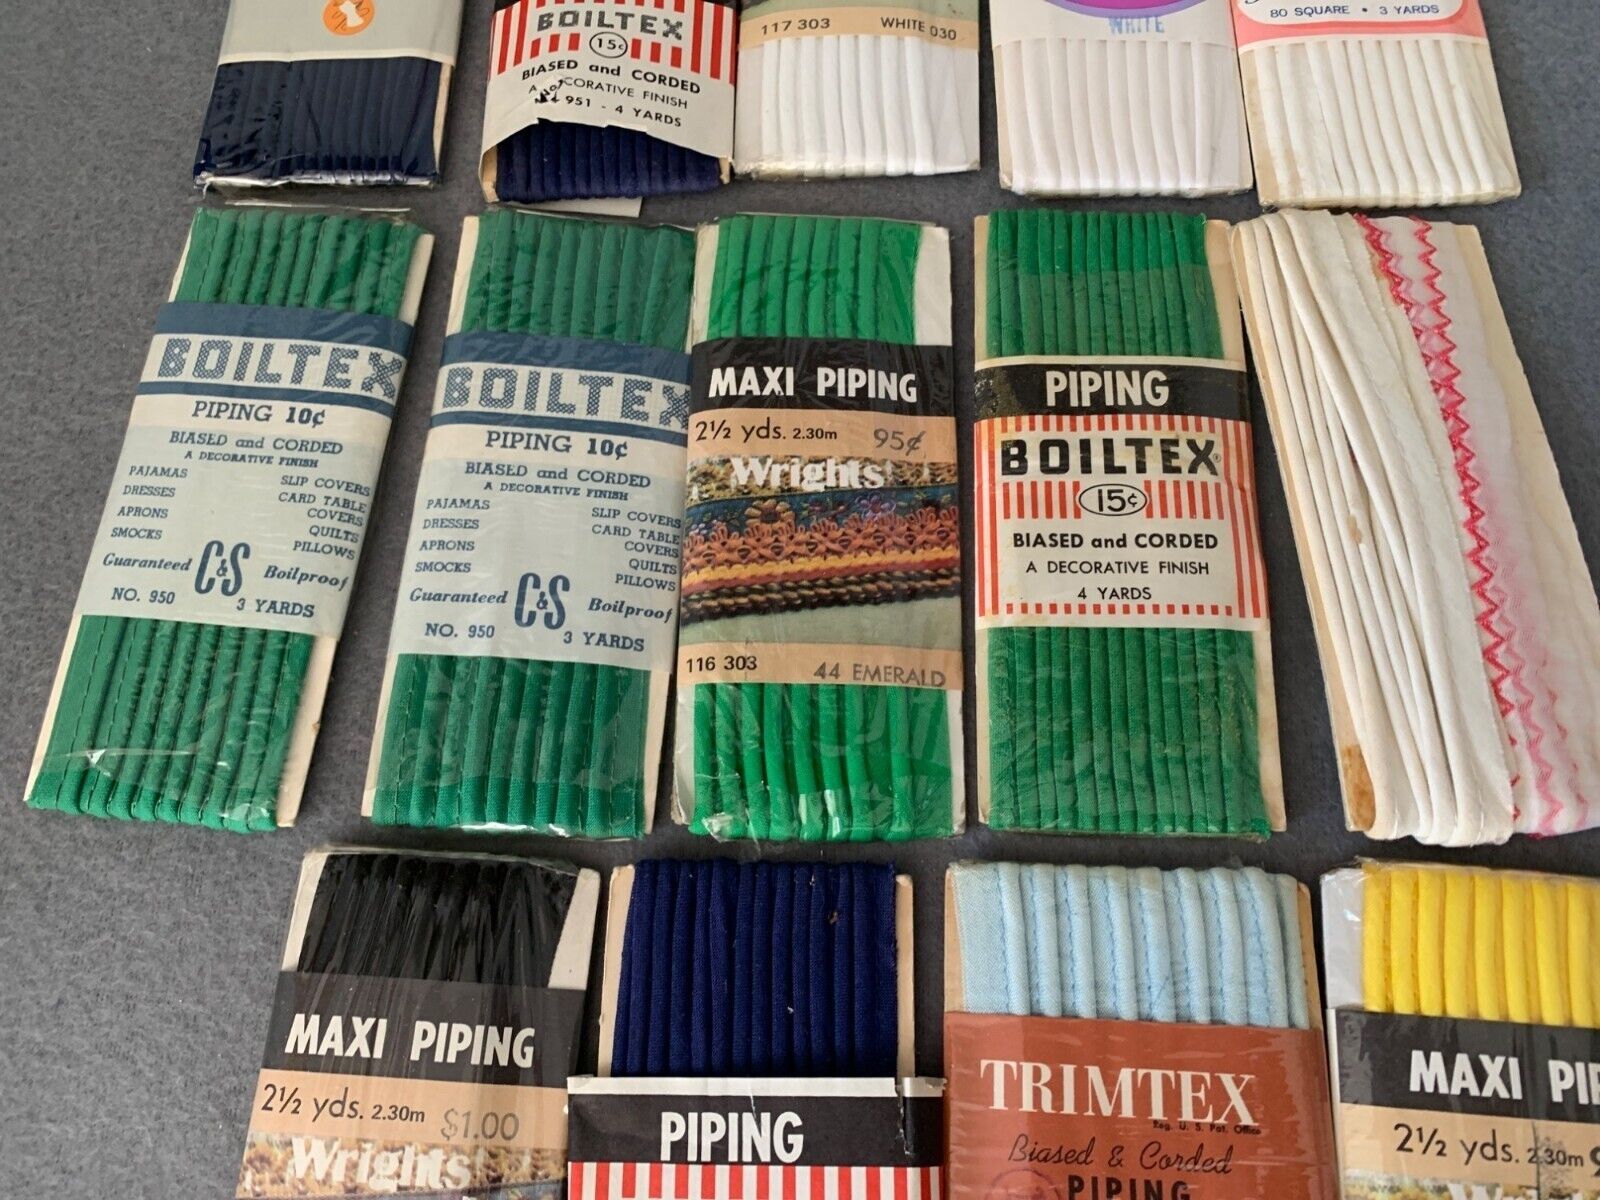 BOILTEX
15¢
BIASED and CORDED
A DECORATIVE FINISH
951 - 4 YARDS
117 303 WHITE 030
WHITE
80 SQUARE • 3 YARDS
BOILTEX
PIPING 10¢
BIASED and CORDED
A DECORATIVE FINISH
PAJAMAS SLIP COVERS
DRESSES CARD TABLE
APRONS COVERS
SMOCKS QUILTS
PILLOWS
Guaranteed C&S Boilproof
NO. 950 3 YARDS
BOILTEX
PIPING 10¢
BIASED and CORDED
A DECORATIVE FINISH
PAJAMAS SLIP COVERS
DRESSES CARD TABLE
APRONS COVERS
SMOCKS QUILTS
PILLOWS
Guaranteed C&S Boilproof
NO. 950 3 YARDS
MAXI PIPING
2½ yds. 2.30m 95¢
Wrights
116 303 44 EMERALD
PIPING
BOILTEX®
15¢
BIASED and CORDED
A DECORATIVE FINISH
4 YARDS
MAXI PIPING
2½ yds. 2.30m $1.00
Wrights
PIPING
TRIMTEX
Reg. U. S. Pat. Office
Biased & Corded
PIPING
MAXI PIP
2½ yds. 2.30m 9